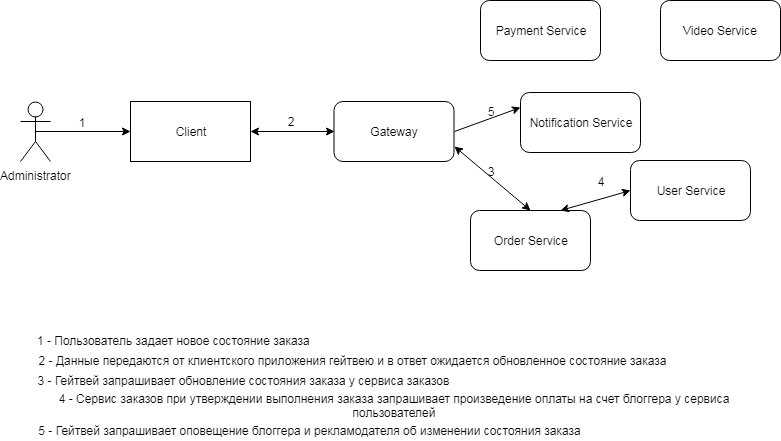 Payment Service
Video Service
1
Client
2
Gateway
5
Notification Service
3
4
User Service
Administrator
Order Service
1 - Пользователь задает новое состояние заказа
2 - Данные передаются от клиентского приложения гейтвею и в ответ ожидается обновленное состояние заказа
3 - Гейтвей запрашивает обновление состояния заказа у сервиса заказов
4 - Сервис заказов при утверждении выполнения заказа запрашивает произведение оплаты на счет блоггера у сервиса
пользователей
5 - Гейтвей запрашивает оповещение блоггера и рекламодателя об изменении состояния заказа